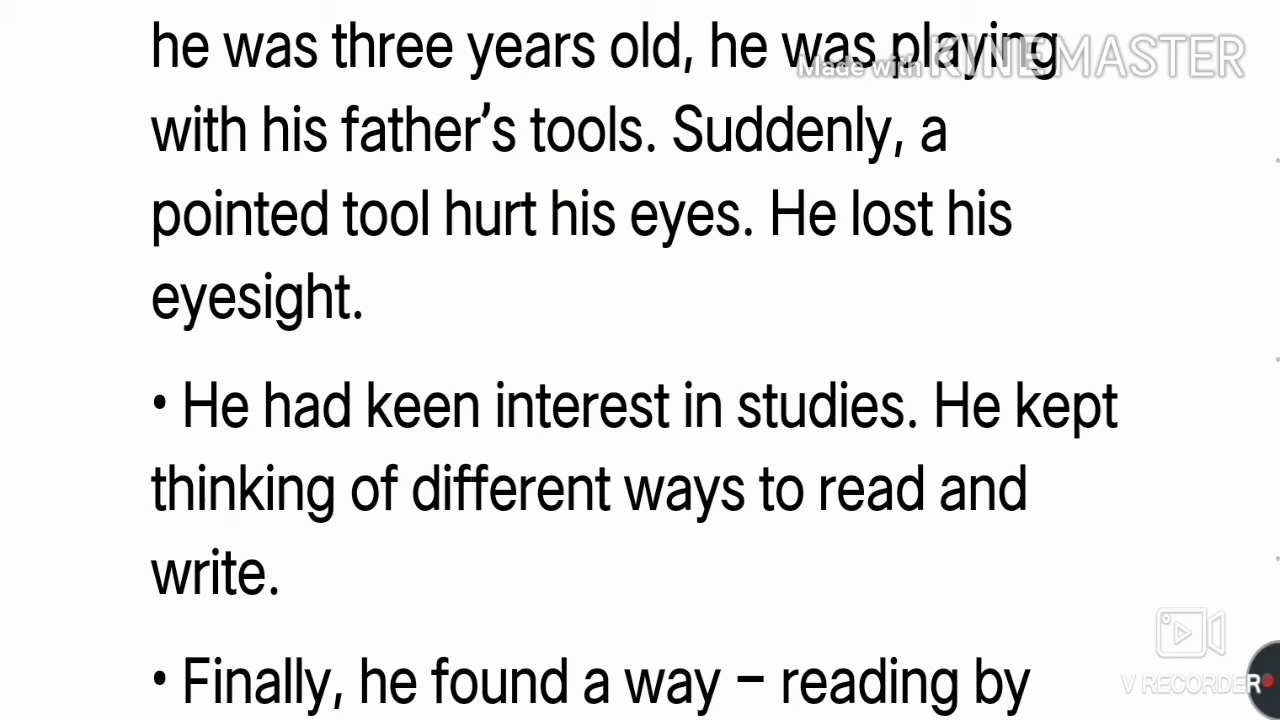 he was three years old, he was playing
Made with KINEMASTER
with his father’s tools. Suddenly, a
pointed tool hurt his eyes. He lost his
eyesight.
• He had keen interest in studies. He kept
thinking of different ways to read and
write.
• Finally, he found a way – reading by
V RECORDER